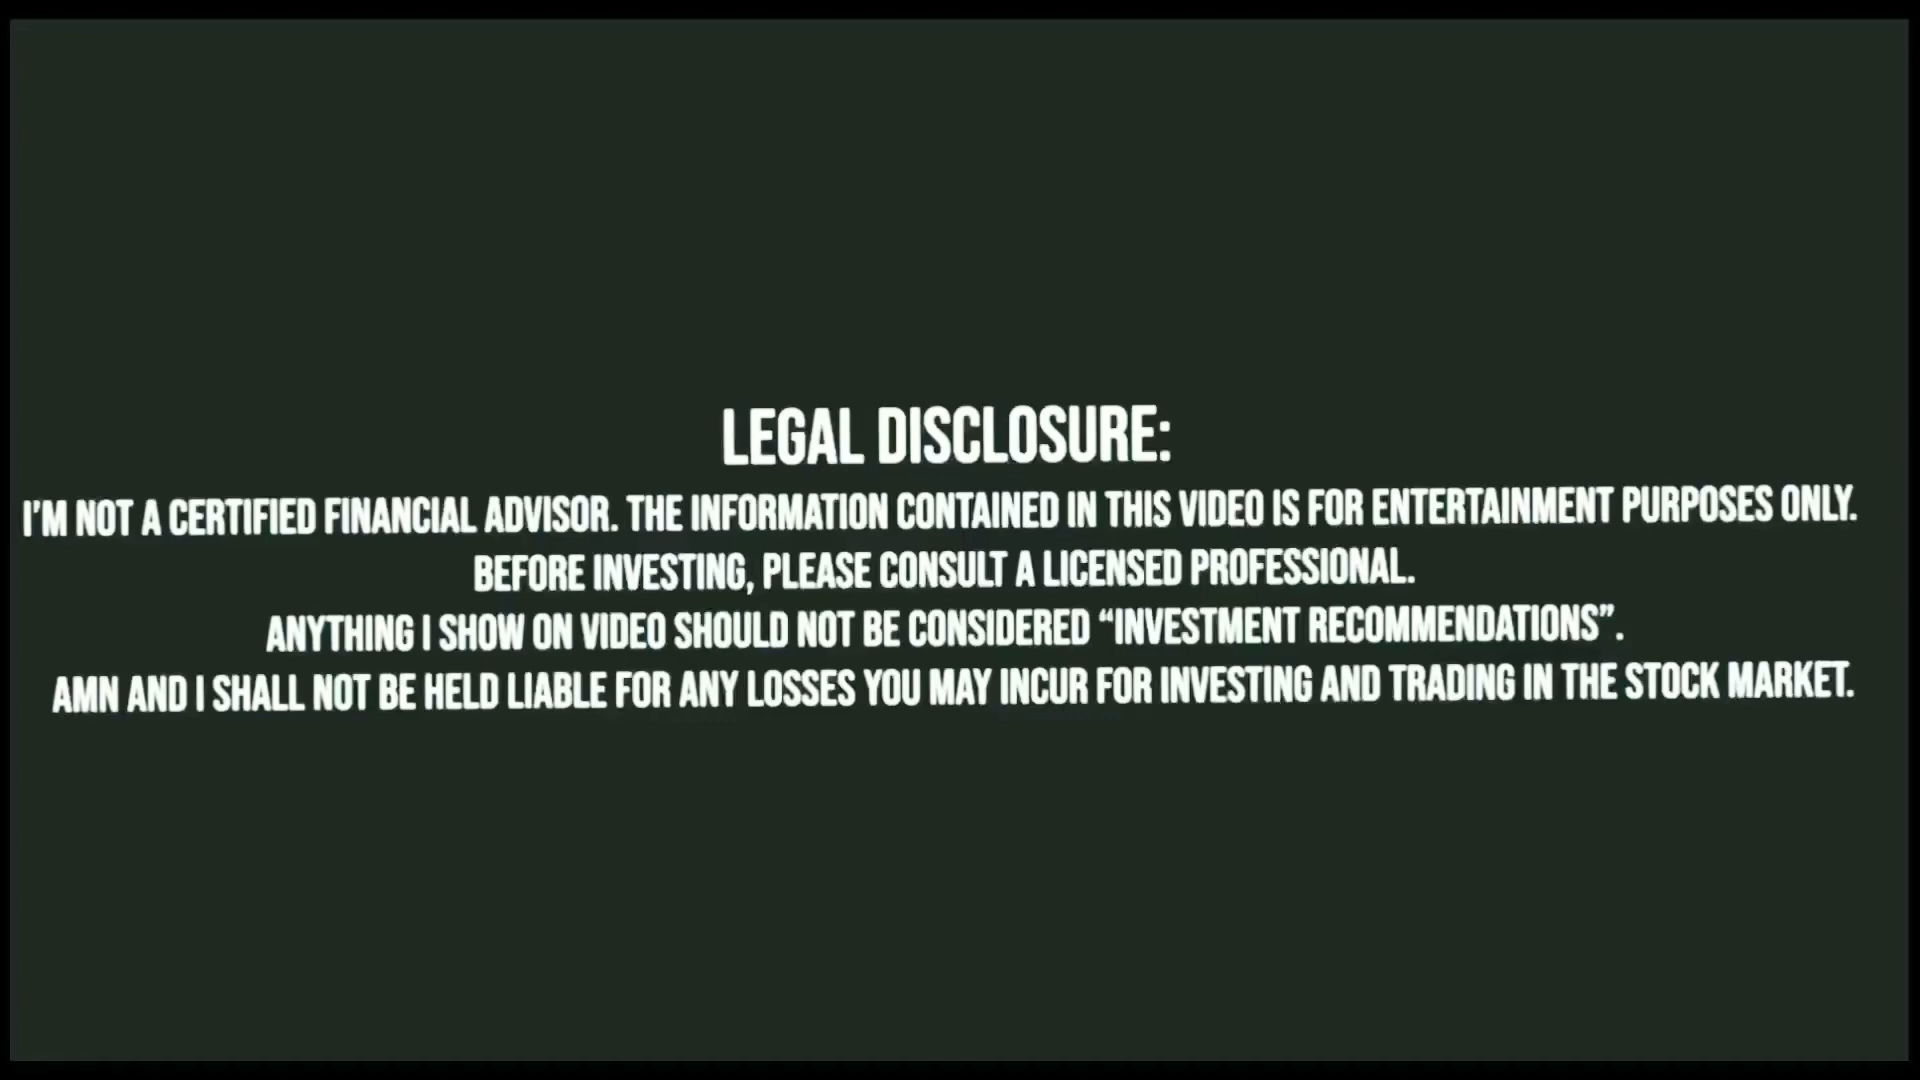 LEGAL DISCLOSURE:
I'M NOT A CERTIFIED FINANCIAL ADVISOR. THE INFORMATION CONTAINED IN THIS VIDEO IS FOR ENTERTAINMENT PURPOSES ONLY.
BEFORE INVESTING, PLEASE CONSULT A LICENSED PROFESSIONAL.
ANYTHING I SHOW ON VIDEO SHOULD NOT BE CONSIDERED “INVESTMENT RECOMMENDATIONS”.
AMN AND I SHALL NOT BE HELD LIABLE FOR ANY LOSSES YOU MAY INCUR FOR INVESTING AND TRADING IN THE STOCK MARKET.